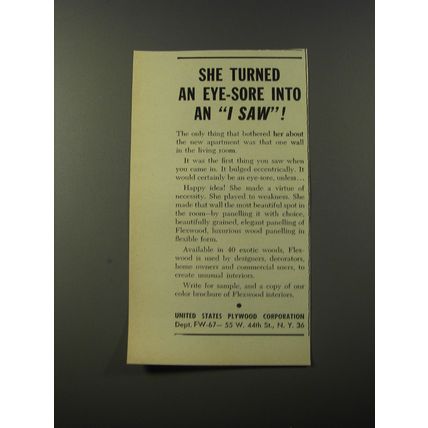 SHE TURNED
AN EYE-SORE INTO
AN "I SAW"!
The only thing that bothered her about
the new apartment was that one wall
in the living room.
It was the first thing you saw when
you came in. It bulged eccentrically. It
would certainly be an eye-sore, unless...
Happy idea! She made a virtue of
necessity. She played to weakness. She
made that wall the most beautiful spot in
the room—by panelling it with choice,
beautifully grained, elegant panelling of
Flexwood, luxurious wood panelling in
flexible form.
Available in 40 exotic woods, Flex-
wood is used by designers, decorators,
home owners and commercial users, to
create unusual interiors.
Write for sample, and a copy of our
color brochure of Flexwood interiors.
UNITED STATES PLYWOOD CORPORATION
Dept. FW-67— 55 W. 44th St., N. Y. 36